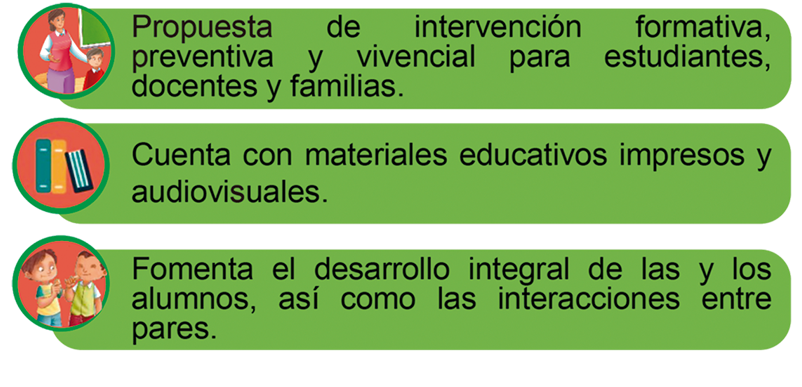 Propuesta de intervención formativa,
preventiva y vivencial para estudiantes,
docentes y familias.
Cuenta con materiales educativos impresos y
audiovisuales.
Fomenta el desarrollo integral de las y los
alumnos, así como las interacciones entre
pares.